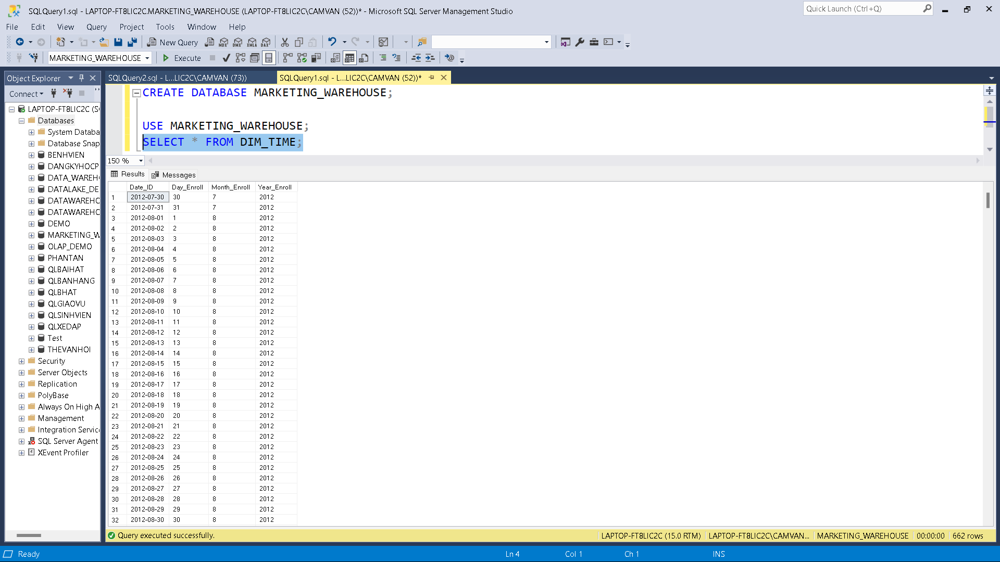 SQLQuery1.sql - LAPTOP-FT8LIC2C.MARKETING_WAREHOUSE (LAPTOP-FT8LIC2C\CAMVAN (52))* - Microsoft SQL Server Management Studio
Quick Launch (Ctrl+Q)
File Edit View Query Project Tools Window Help
New Query MDX DMX XMLA DAX
MARKETING_WAREHOUSE Execute
Object Explorer
SQLQuery2.sql - L...LIC2C\CAMVAN (73))
SQLQuery1.sql - L...LIC2C\CAMVAN (52))*
Connect
LAPTOP-FT8LIC2C (S
Databases
System Databa
Database Snap
BENHVIEN
DANGKYHOCP
DATA_WAREH
DATALAKE_DE
DATAWAREHO
DATAWAREHO
DEMO
MARKETING_W
OLAP_DEMO
PHANTAN
QLBAIHAT
QLBANHANG
QLBHAT
QLGIAOVU
QLSINHVIEN
QLXEDAP
Test
THEVANHOI
Security
Server Objects
Replication
PolyBase
Always On High A
Management
Integration Servic
SQL Server Agent
XEvent Profiler
CREATE DATABASE MARKETING_WAREHOUSE;
USE MARKETING_WAREHOUSE;
SELECT * FROM DIM_TIME;
150 %
Results Messages
Date_ID Day_Enroll Month_Enroll Year_Enroll
1 2012-07-30 30 7 2012
2 2012-07-31 31 7 2012
3 2012-08-01 1 8 2012
4 2012-08-02 2 8 2012
5 2012-08-03 3 8 2012
6 2012-08-04 4 8 2012
7 2012-08-05 5 8 2012
8 2012-08-06 6 8 2012
9 2012-08-07 7 8 2012
10 2012-08-08 8 8 2012
11 2012-08-09 9 8 2012
12 2012-08-10 10 8 2012
13 2012-08-11 11 8 2012
14 2012-08-12 12 8 2012
15 2012-08-13 13 8 2012
16 2012-08-14 14 8 2012
17 2012-08-15 15 8 2012
18 2012-08-16 16 8 2012
19 2012-08-17 17 8 2012
20 2012-08-18 18 8 2012
21 2012-08-19 19 8 2012
22 2012-08-20 20 8 2012
23 2012-08-21 21 8 2012
24 2012-08-22 22 8 2012
25 2012-08-23 23 8 2012
26 2012-08-24 24 8 2012
27 2012-08-25 25 8 2012
28 2012-08-26 26 8 2012
29 2012-08-27 27 8 2012
30 2012-08-28 28 8 2012
31 2012-08-29 29 8 2012
32 2012-08-30 30 8 2012
Query executed successfully. LAPTOP-FT8LIC2C (15.0 RTM) LAPTOP-FT8LIC2C\CAMVAN... MARKETING_WAREHOUSE 00:00:00 662 rows
Ready Ln 4 Col 1 Ch 1 INS